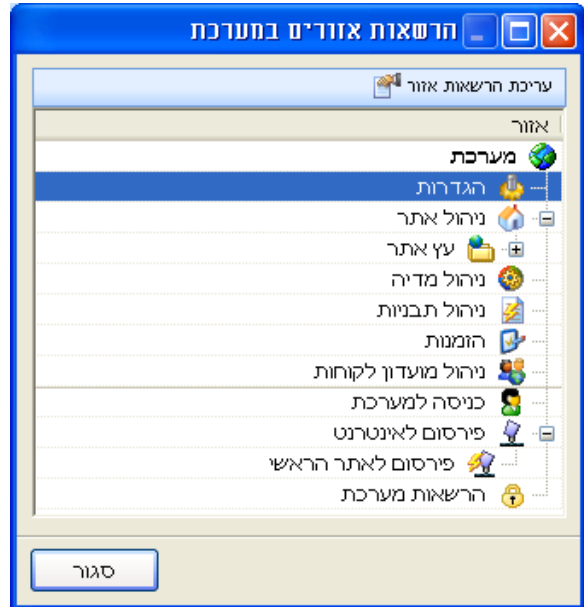 הרשאות אזורים במערכת
עריכת הרשאות אזור
אזור
מערכת
הגדרות
ניהול אתר
עץ אתר
ניהול מדיה
ניהול תבניות
הזמנות
ניהול מועדון לקוחות
כניסה למערכת
פירסום לאינטרנט
פירסום לאתר הראשי
הרשאות מערכת
סגור